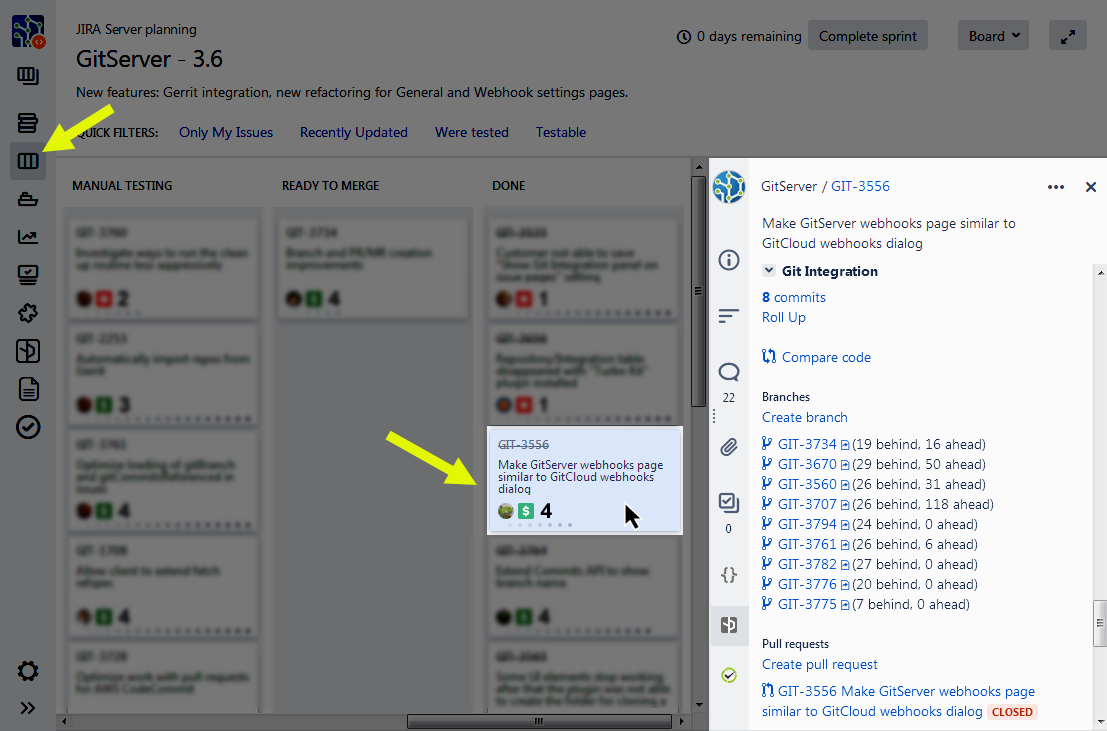 JIRA Server planning
GitServer - 3.6
0 days remaining
Complete sprint
Board
New features: Gerrit integration, new refactoring for General and Webhook settings pages.
QUICK FILTERS:
Only My Issues
Recently Updated
Were tested
Testable
MANUAL TESTING
READY TO MERGE
DONE
GIT-3760
Investigate ways to run the clean
up routine less aggressively
2
GIT-2253
Automatically import repos from
Gerrit
3
GIT-3761
Optimize loading of gitBranch
and gitCommitsReferenced in
issues
4
GIT-1708
Allow client to extend fetch
refspec
4
GIT-3728
Optimize work with pull requests
for AWS CodeCommit
GIT-3734
Branch and PR/MR creation
improvements
4
GIT-3535
Customer not able to save
"Show Git Integration panel on
issue pages" setting
1
GIT-3656
Repository/Integration table
disappeared with "Turbo Kit"
plugin installed
1
GIT-3556
Make GitServer webhooks page
similar to GitCloud webhooks
dialog
$ 4
GIT-3764
Extend Commits API to show
branch name
4
GIT-3565
Some UI elements stop working
after that the plugin was not able
to create the folder for cloning a
GitServer / GIT-3556
Make GitServer webhooks page similar to
GitCloud webhooks dialog
Git Integration
8 commits
Roll Up
Compare code
Branches
Create branch
GIT-3734 (19 behind, 16 ahead)
GIT-3670 (29 behind, 50 ahead)
GIT-3560 (26 behind, 31 ahead)
GIT-3707 (26 behind, 118 ahead)
GIT-3794 (24 behind, 0 ahead)
GIT-3761 (26 behind, 6 ahead)
GIT-3782 (27 behind, 0 ahead)
GIT-3776 (20 behind, 0 ahead)
GIT-3775 (7 behind, 0 ahead)
Pull requests
Create pull request
GIT-3556 Make GitServer webhooks page
similar to GitCloud webhooks dialog CLOSED
22
0